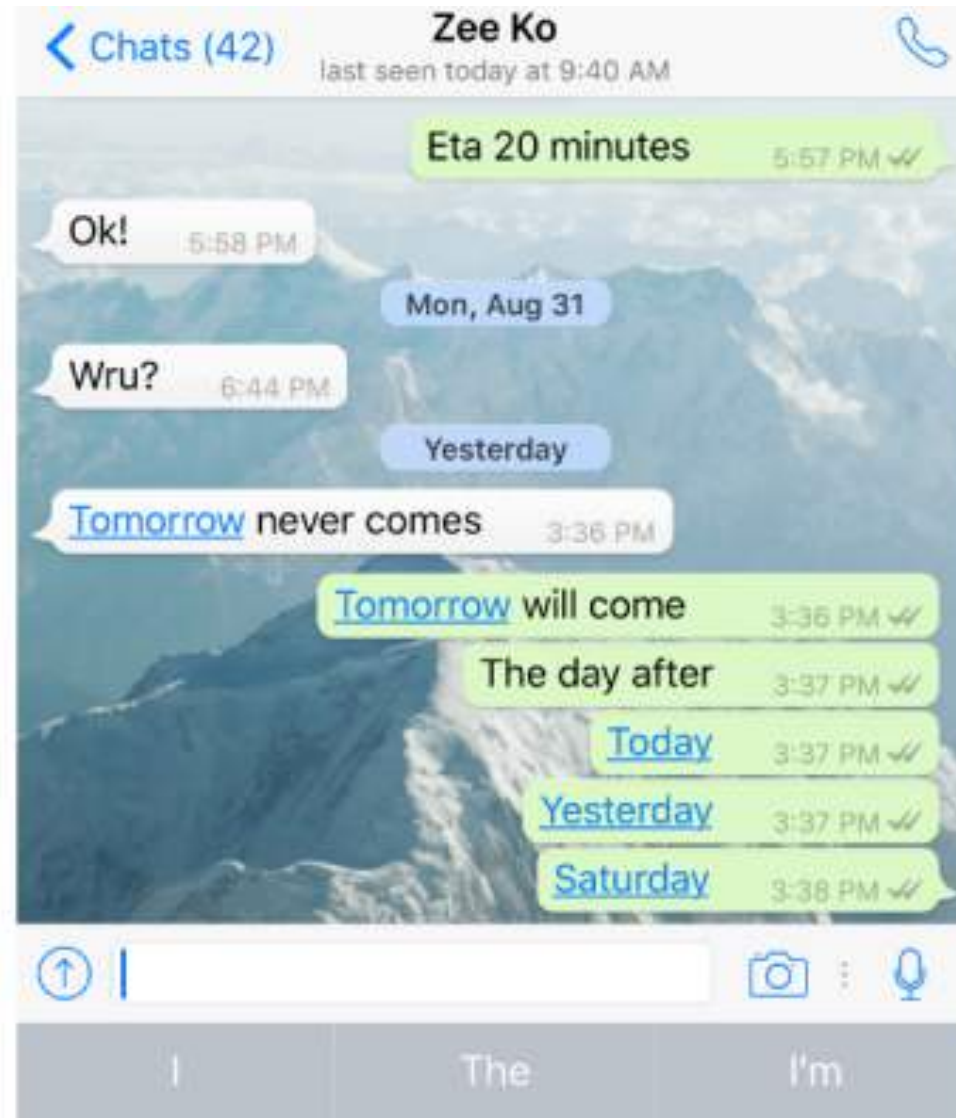 Chats (42)
Zee Ko
last seen today at 9:40 AM
Eta 20 minutes 5:57 PM
Ok! 5:58 PM
Mon, Aug 31
Wru? 6:44 PM
Yesterday
Tomorrow never comes 3:36 PM
Tomorrow will come 3:36 PM
The day after 3:37 PM
Today 3:37 PM
Yesterday 3:37 PM
Saturday 3:38 PM
I The I'm